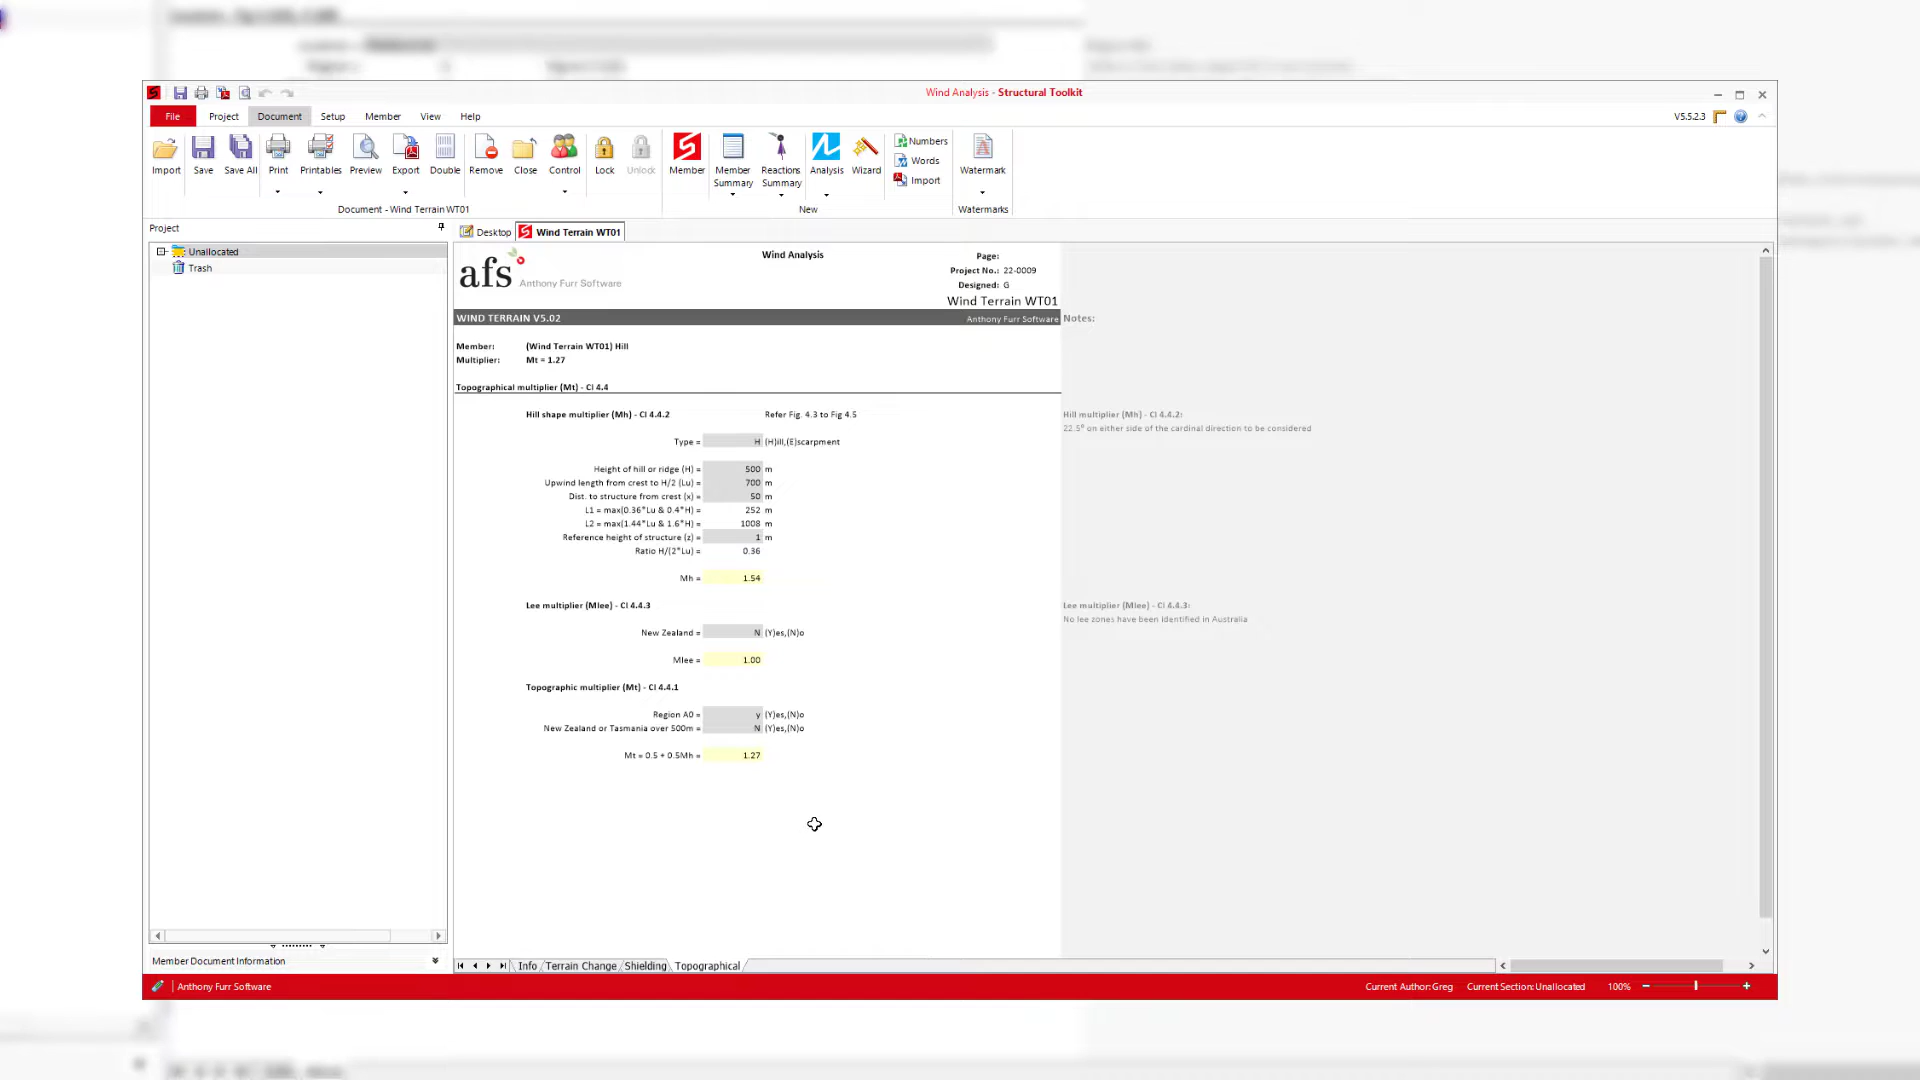 Wind Analysis - Structural Toolkit
File Project Document Setup Member View Help V5.5.2.3
Import Save Save All Print Printables Preview Export Double Remove Close Control Lock Unlock Member Member Summary Reactions Summary Analysis Wizard Numbers Words Import Watermark
Document - Wind Terrain WT01 New Watermarks
Project
Unallocated
Trash
Desktop Wind Terrain WT01
afs Anthony Furr Software
Wind Analysis
Page:
Project No.: 22-0009
Designed: G
Wind Terrain WT01
WIND TERRAIN V5.02 Anthony Furr Software Notes:
Member: (Wind Terrain WT01) Hill
Multiplier: Mt = 1.27
Topographical multiplier (Mt) - Cl 4.4
Hill shape multiplier (Mh) - Cl 4.4.2 Refer Fig. 4.3 to Fig 4.5 Hill multiplier (Mh) - Cl 4.4.2:
22.5° on either side of the cardinal direction to be considered
Type = H (H)ill,(E)scarpment
Height of hill or ridge (H) = 500 m
Upwind length from crest to H/2 (Lu) = 700 m
Dist. to structure from crest (x) = 50 m
L1 = max(0.36*Lu & 0.4*H) = 252 m
L2 = max(1.44*Lu & 1.6*H) = 1008 m
Reference height of structure (z) = 1 m
Ratio H/(2*Lu) = 0.36
Mh = 1.54
Lee multiplier (Mlee) - Cl 4.4.3 Lee multiplier (Mlee) - Cl 4.4.3:
No lee zones have been identified in Australia
New Zealand = N (Y)es,(N)o
Mlee = 1.00
Topographic multiplier (Mt) - Cl 4.4.1
Region A0 = y (Y)es,(N)o
New Zealand or Tasmania over 500m = N (Y)es,(N)o
Mt = 0.5 + 0.5Mh = 1.27
Member Document Information
Info Terrain Change Shielding Topographical
Anthony Furr Software Current Author:Greg Current Section:Unallocated 100%